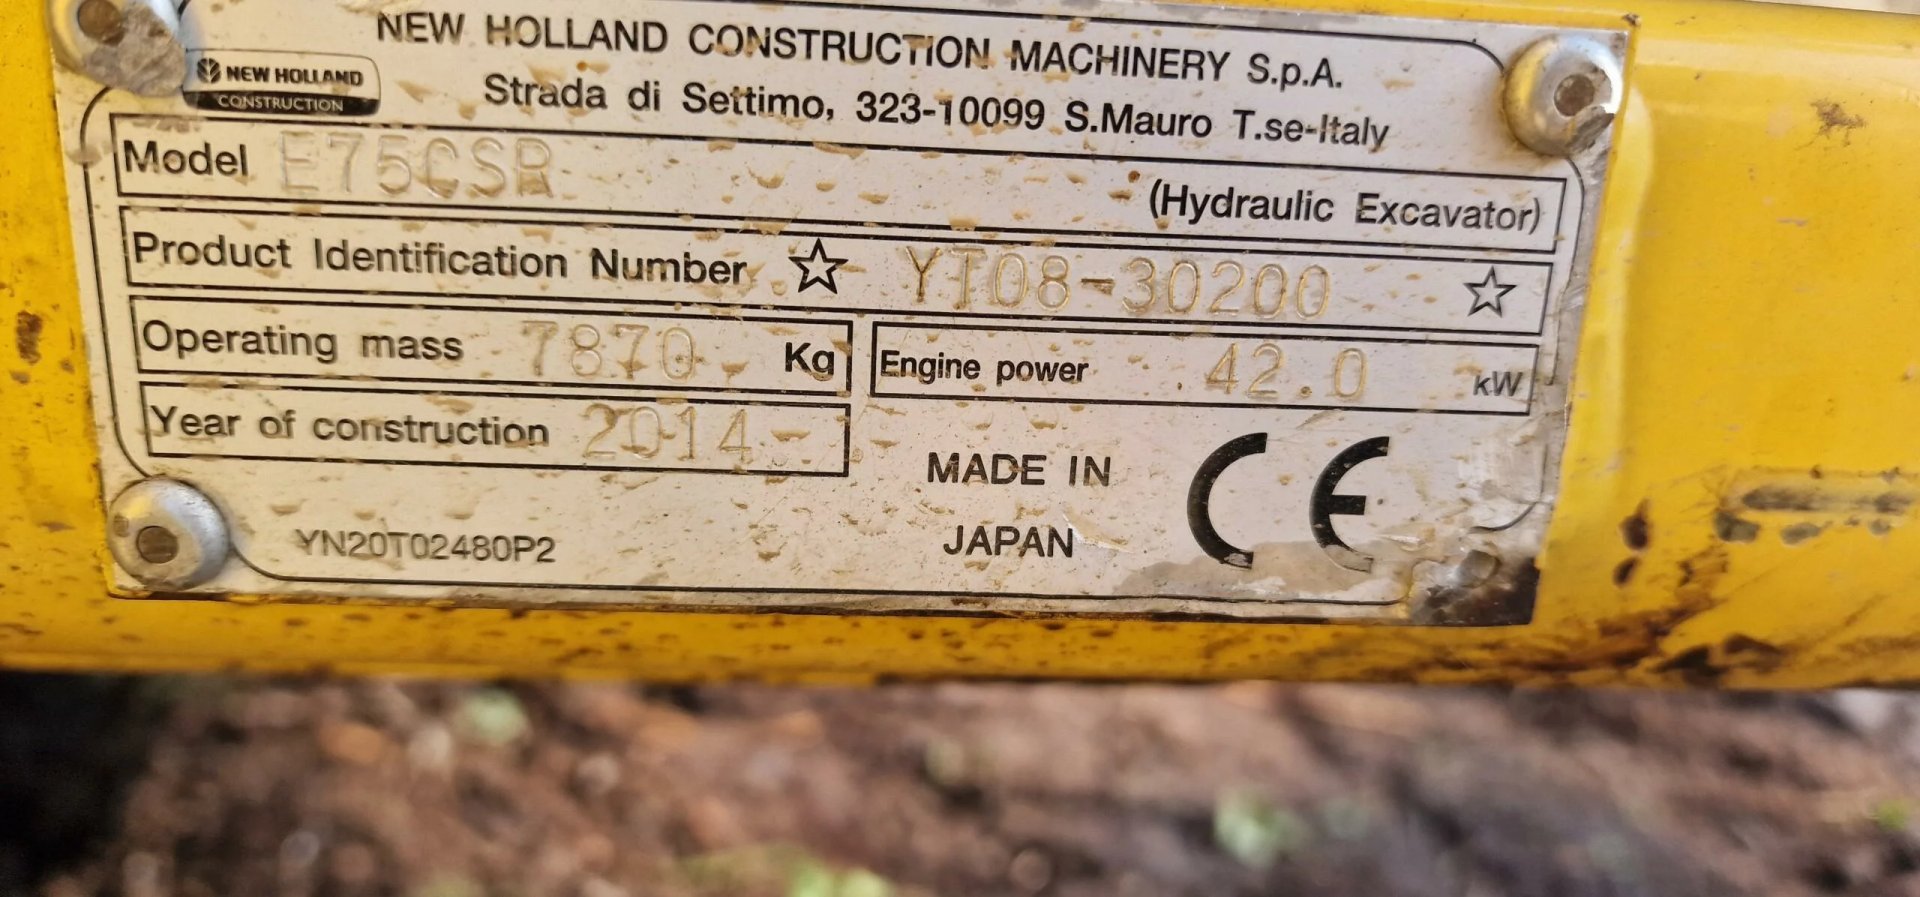 NEW HOLLAND CONSTRUCTION MACHINERY S.p.A.
Strada di Settimo, 323-10099 S.Mauro T.se-Italy
NEW HOLLAND
CONSTRUCTION
Model E75CSR (Hydraulic Excavator)
Product Identification Number ☆ YT08-30200 ☆
Operating mass 7870 Kg
Engine power 42.0 kW
Year of construction 2014
MADE IN
JAPAN
CE
YN20T02480P2